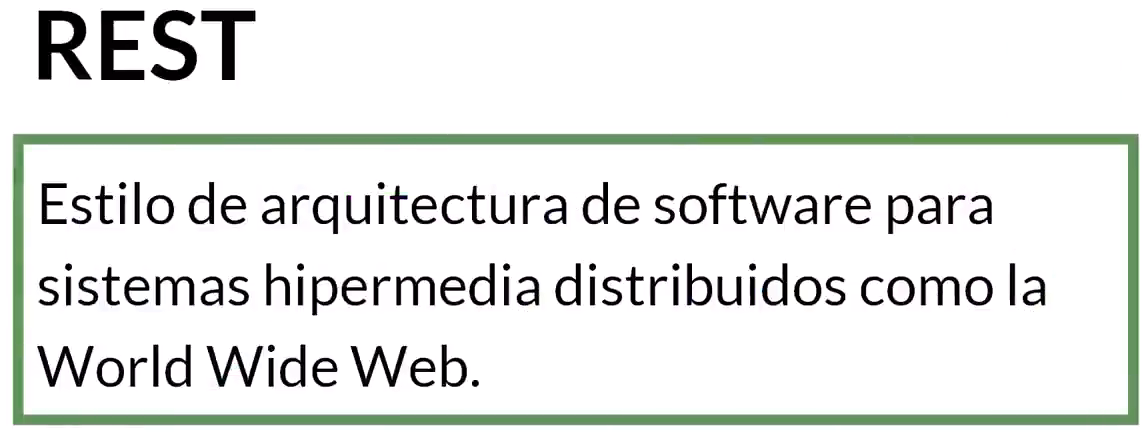 REST
Estilo de arquitectura de software para
sistemas hipermedia distribuidos como la
World Wide Web.